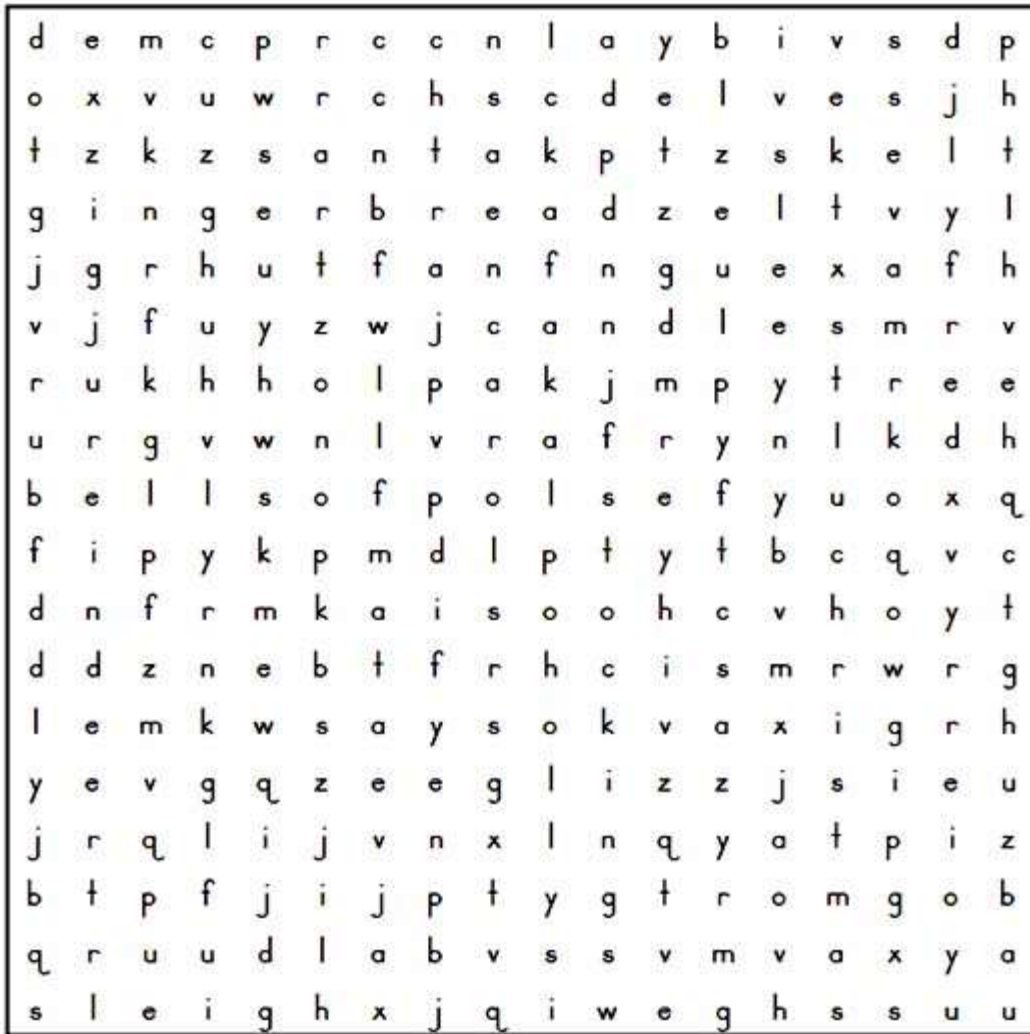 d e m c p r c c n l a y b i v s d p
o x v u w r c h s c d e l v e s j h
t z k z s a n t a k p t z s k e l t
g i n g e r b r e a d z e l t v y l
j g r h u t f a n f n g u e x a f h
v j f u y z w j c a n d l e s m r v
r u k h h o l p a k j m p y t r e e
u r g v w n l v r a f r y n l k d h
b e l l s o f p o l s e f y u o x q
f i p y k p m d l p t y t b c q v c
d n f r m k a i s o o h c v h o y t
d d z n e b t f r h c i s m r w r g
l e m k w s a y s o k v a x i g r h
y e v g q z e e g l i z z j s i e u
j r q l i j v n x l n q y a t p i z
b t p f j i j p t y g t r o m g o b
q r u u d l a b v s s v m v a x y a
s l e i g h x j q i w e g h s s u u